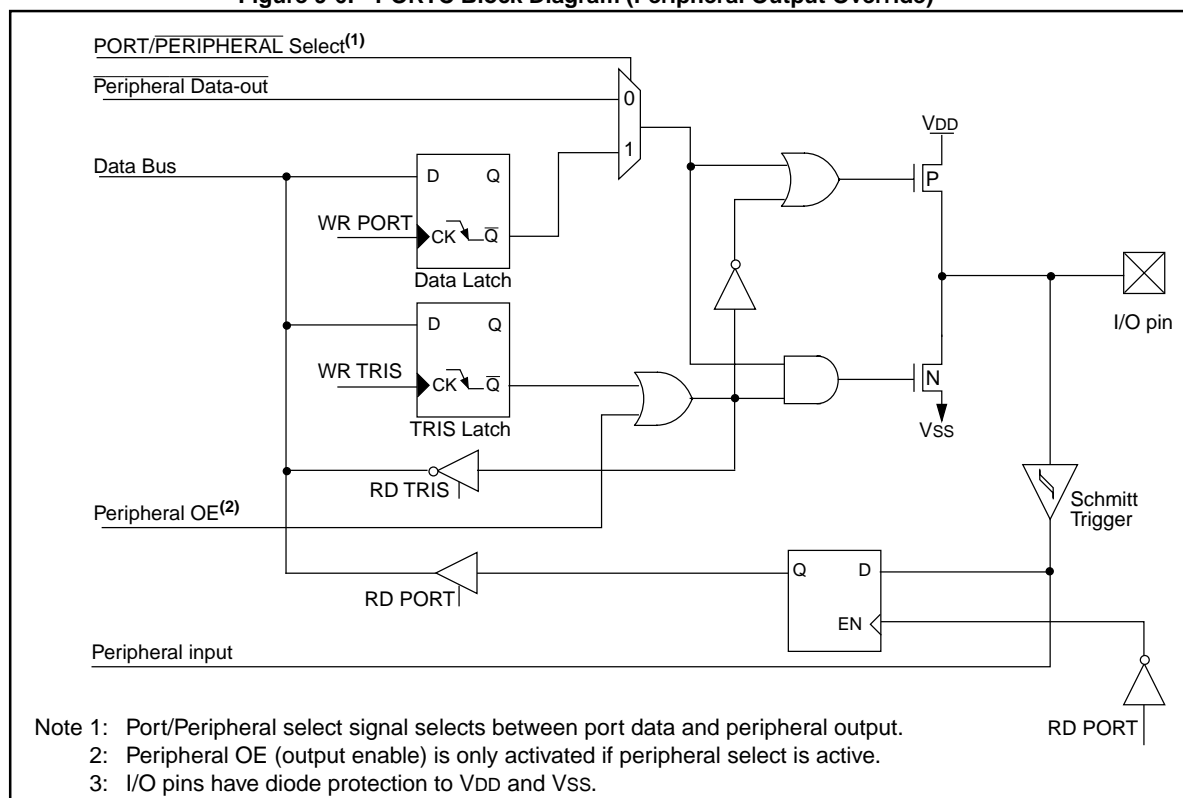 PORT/PERIPHERAL Select(1)
Peripheral Data-out
0
VDD
Data Bus
1
D Q
P
WR PORT
CK Q
Data Latch
D Q
I/O pin
WR TRIS
CK Q
N
TRIS Latch
VSS
RD TRIS
Schmitt
Trigger
Peripheral OE(2)
Q D
RD PORT
EN
Peripheral input
RD PORT
Note 1: Port/Peripheral select signal selects between port data and peripheral output.
2: Peripheral OE (output enable) is only activated if peripheral select is active.
3: I/O pins have diode protection to VDD and VSS.